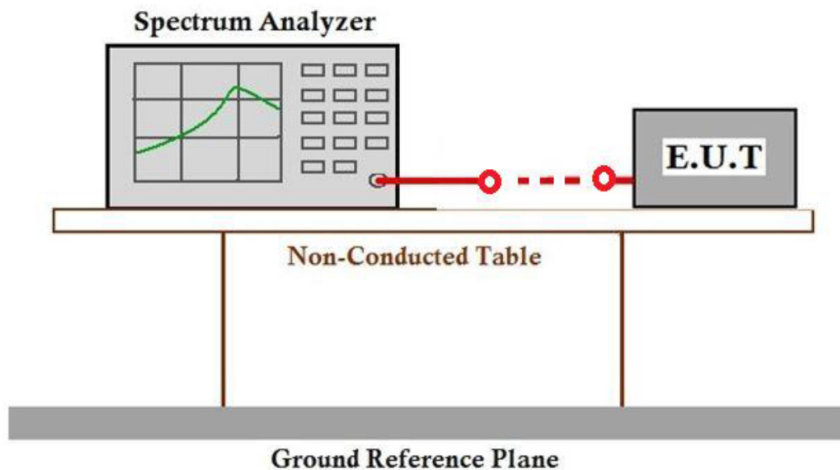 Spectrum Analyzer
E.U.T
Non-Conducted Table
Ground Reference Plane